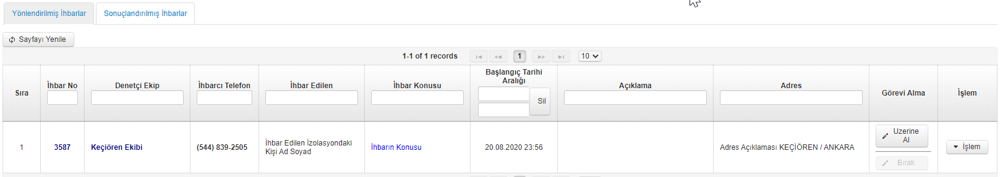 Yönlendirilmiş İhbarlar
Sonuçlandırılmış İhbarlar
Sayfayı Yenile
1-1 of 1 records
1
10
Sıra
İhbar No
Denetçi Ekip
İhbarcı Telefon
İhbar Edilen
İhbar Konusu
Başlangıç Tarihi
Aralığı
Sil
Açıklama
Adres
Görevi Alma
İşlem
1
3587
Keçiören Ekibi
(544) 839-2505
İhbar Edilen İzolasyondaki
Kişi Ad Soyad
İhbarın Konusu
20.08.2020 23:56
Adres Açıklaması KEÇİÖREN / ANKARA
Uzerine
Al
Bırak
İşlem